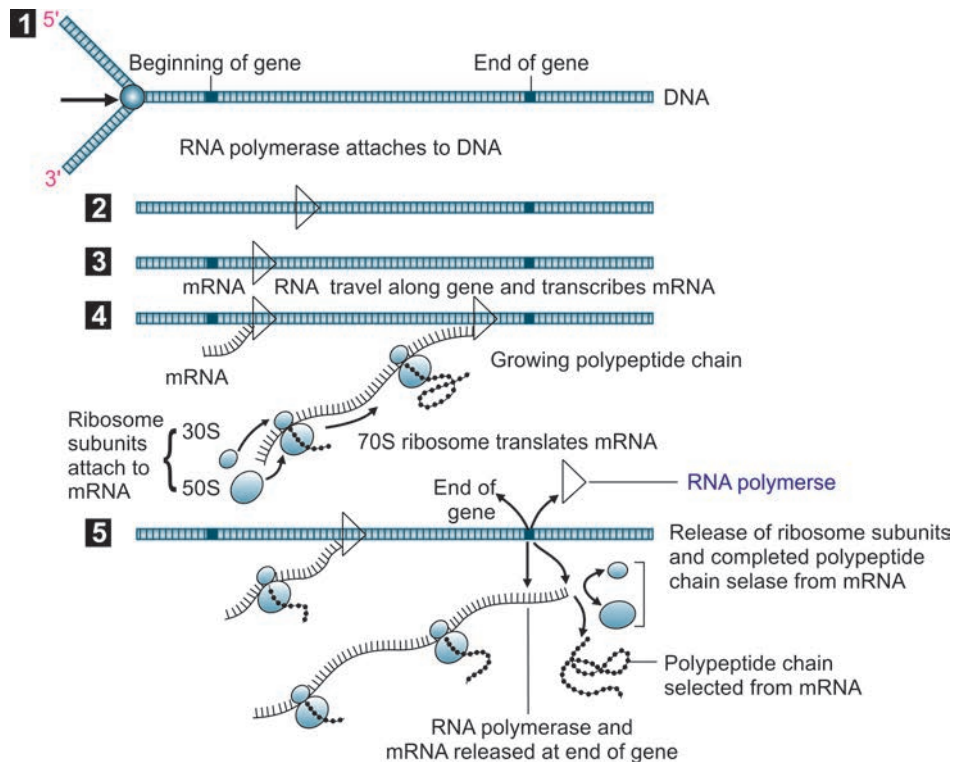 1
5'
Beginning of gene
End of gene
DNA
RNA polymerase attaches to DNA
3'
2
3
mRNA RNA travel along gene and transcribes mRNA
4
mRNA
Growing polypeptide chain
Ribosome
subunits
attach to
mRNA
30S
50S
70S ribosome translates mRNA
End of
gene
RNA polymerse
5
Release of ribosome subunits
and completed polypeptide
chain selase from mRNA
Polypeptide chain
selected from mRNA
RNA polymerase and
mRNA released at end of gene